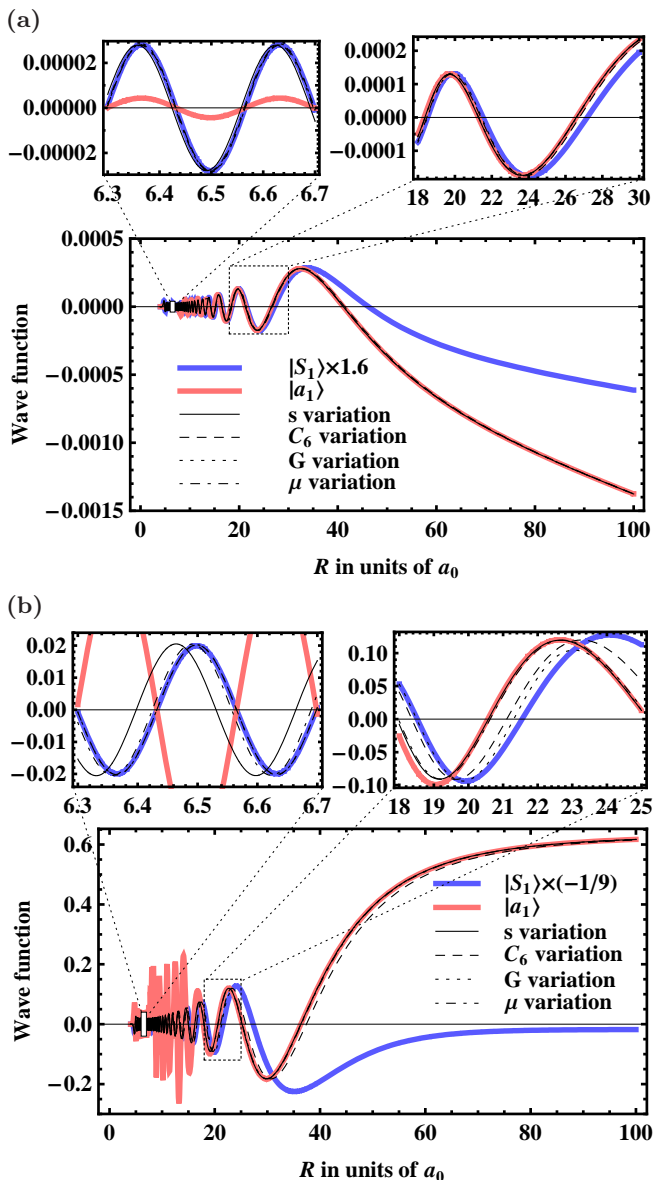 (a)
0.00002
0.00000
−0.00002
6.3 6.4 6.5 6.6 6.7
0.0002
0.0001
0.0000
−0.0001
18 20 22 24 26 28 30
Wave function
0.0005
0.0000
−0.0005
−0.0010
−0.0015
|S₁⟩×1.6
|a₁⟩
s variation
C₆ variation
G variation
μ variation
0 20 40 60 80 100
R in units of a₀
(b)
0.02
0.01
0.00
−0.01
−0.02
6.3 6.4 6.5 6.6 6.7
0.10
0.05
0.00
−0.05
−0.10
18 19 20 21 22 23 24 25
Wave function
0.6
0.4
0.2
0.0
−0.2
|S₁⟩×(−1/9)
|a₁⟩
s variation
C₆ variation
G variation
μ variation
0 20 40 60 80 100
R in units of a₀